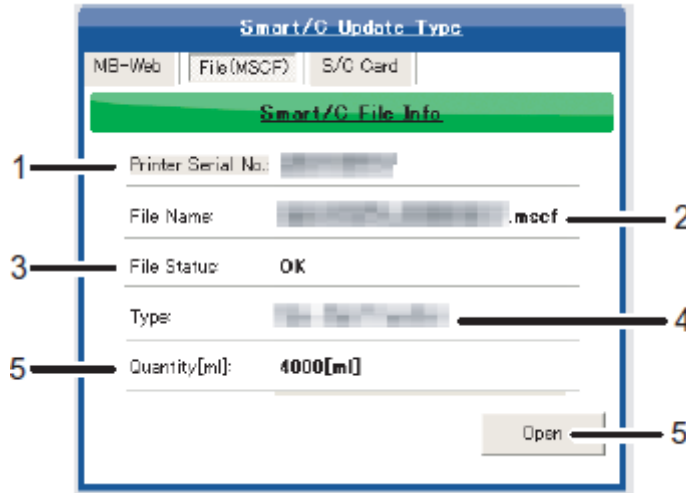 Smart/C Update Type
MB-Web File(MSCF) S/C Card
Smart/C File Info
1 Printer Serial No.:
File Name: .mscf 2
3 File Status: OK
Type: 4
5 Quantity[ml]: 4000[ml]
Open 5